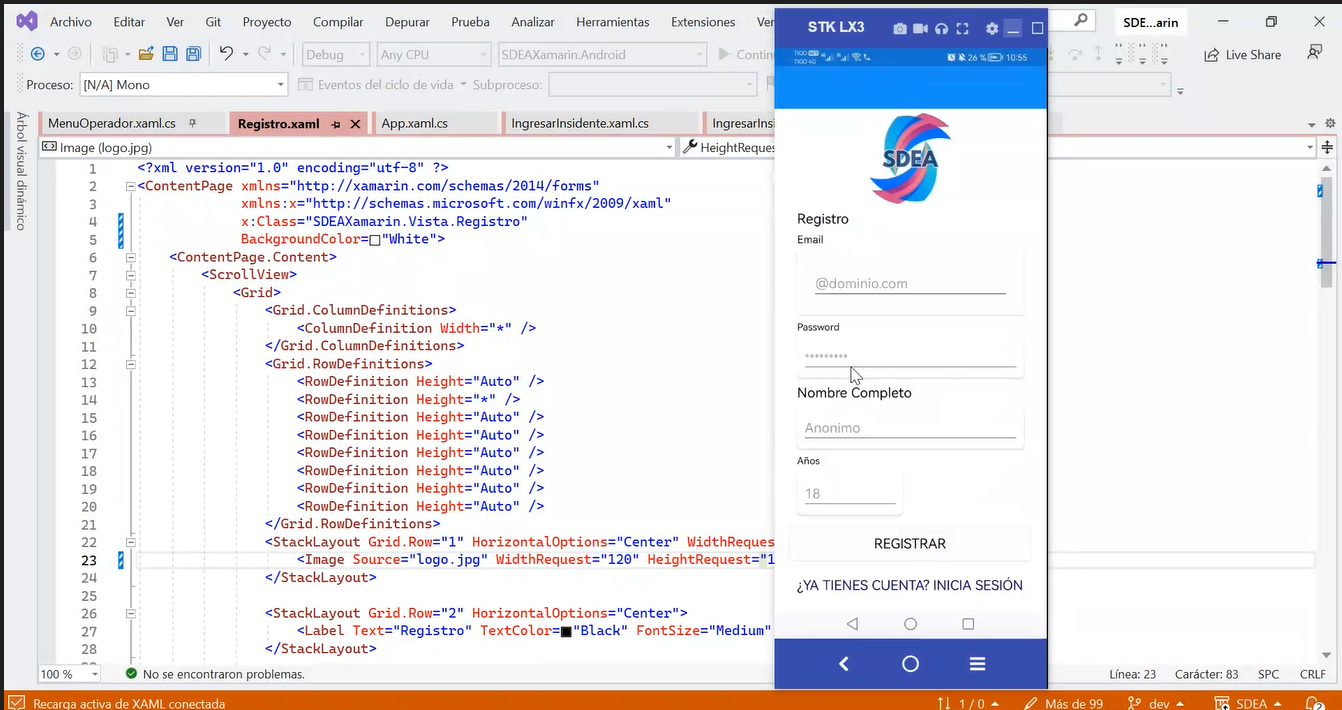 Archivo Editar Ver Git Proyecto Compilar Depurar Prueba Analizar Herramientas Extensiones Ver
SDE...arin
Debug Any CPU SDEAXamarin.Android Contin
Live Share
Proceso: [N/A] Mono Eventos del ciclo de vida Subproceso:
Árbol visual dinámico
MenuOperador.xaml.cs Registro.xaml App.xaml.cs IngresarInsidente.xaml.cs IngresarInsi
Image (logo.jpg) HeightReques
1 <?xml version="1.0" encoding="utf-8" ?>
2 <ContentPage xmlns="http://xamarin.com/schemas/2014/forms"
3 xmlns:x="http://schemas.microsoft.com/winfx/2009/xaml"
4 x:Class="SDEAXamarin.Vista.Registro"
5 BackgroundColor="White">
6 <ContentPage.Content>
7 <ScrollView>
8 <Grid>
9 <Grid.ColumnDefinitions>
10 <ColumnDefinition Width="*" />
11 </Grid.ColumnDefinitions>
12 <Grid.RowDefinitions>
13 <RowDefinition Height="Auto" />
14 <RowDefinition Height="*" />
15 <RowDefinition Height="Auto" />
16 <RowDefinition Height="Auto" />
17 <RowDefinition Height="Auto" />
18 <RowDefinition Height="Auto" />
19 <RowDefinition Height="Auto" />
20 <RowDefinition Height="Auto" />
21 </Grid.RowDefinitions>
22 <StackLayout Grid.Row="1" HorizontalOptions="Center" WidthReques
23 <Image Source="logo.jpg" WidthRequest="120" HeightRequest="1
24 </StackLayout>
25
26 <StackLayout Grid.Row="2" HorizontalOptions="Center">
27 <Label Text="Registro" TextColor="Black" FontSize="Medium"
28 </StackLayout>
100 % No se encontraron problemas.
Línea: 23 Carácter: 83 SPC CRLF
Recarga activa de XAML conectada
1 / 0 Más de 99 dev SDEA 2
STK LX3
TIGO
TIGO 4G
26 % 10:55
SDEA
Registro
Email
@dominio.com
Password
Nombre Completo
Anonimo
Años
18
REGISTRAR
¿YA TIENES CUENTA? INICIA SESIÓN